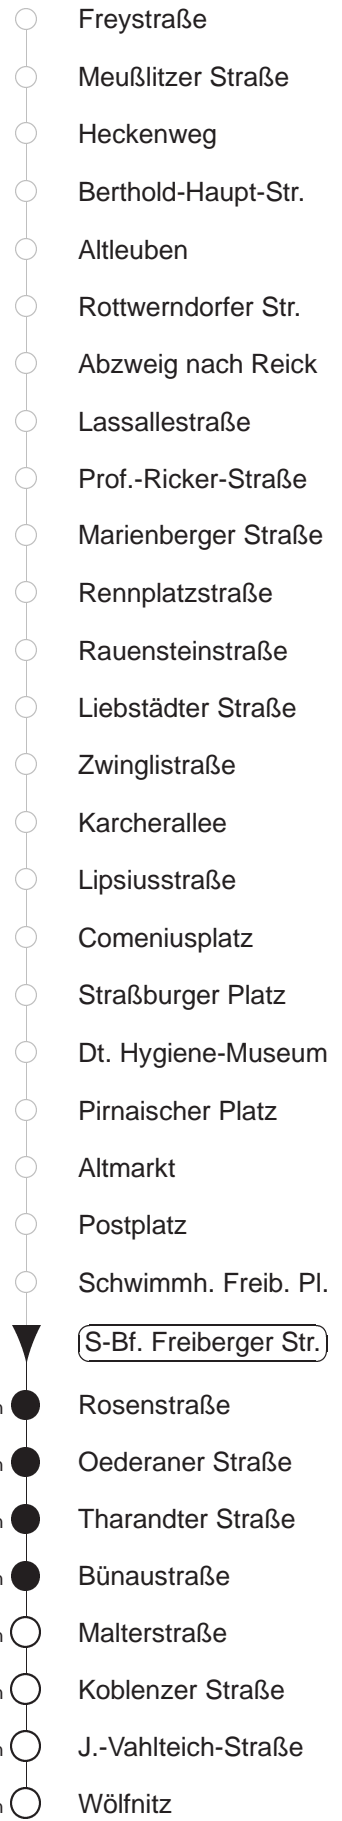 Freystraße
Meußlitzer Straße
Heckenweg
Berthold-Haupt-Str.
Altleuben
Rottwerndorfer Str.
Abzweig nach Reick
Lassallestraße
Prof.-Ricker-Straße
Marienberger Straße
Rennplatzstraße
Rauensteinstraße
Liebstädter Straße
Zwinglistraße
Karcherallee
Lipsiusstraße
Comeniusplatz
Straßburger Platz
Dt. Hygiene-Museum
Pirnaischer Platz
Altmarkt
Postplatz
Schwimmh. Freib. Pl.
S-Bf. Freiberger Str.
Rosenstraße
Oederaner Straße
Tharandter Straße
Bünaustraße
Malterstraße
Koblenzer Straße
J.-Vahlteich-Straße
Wölfnitz